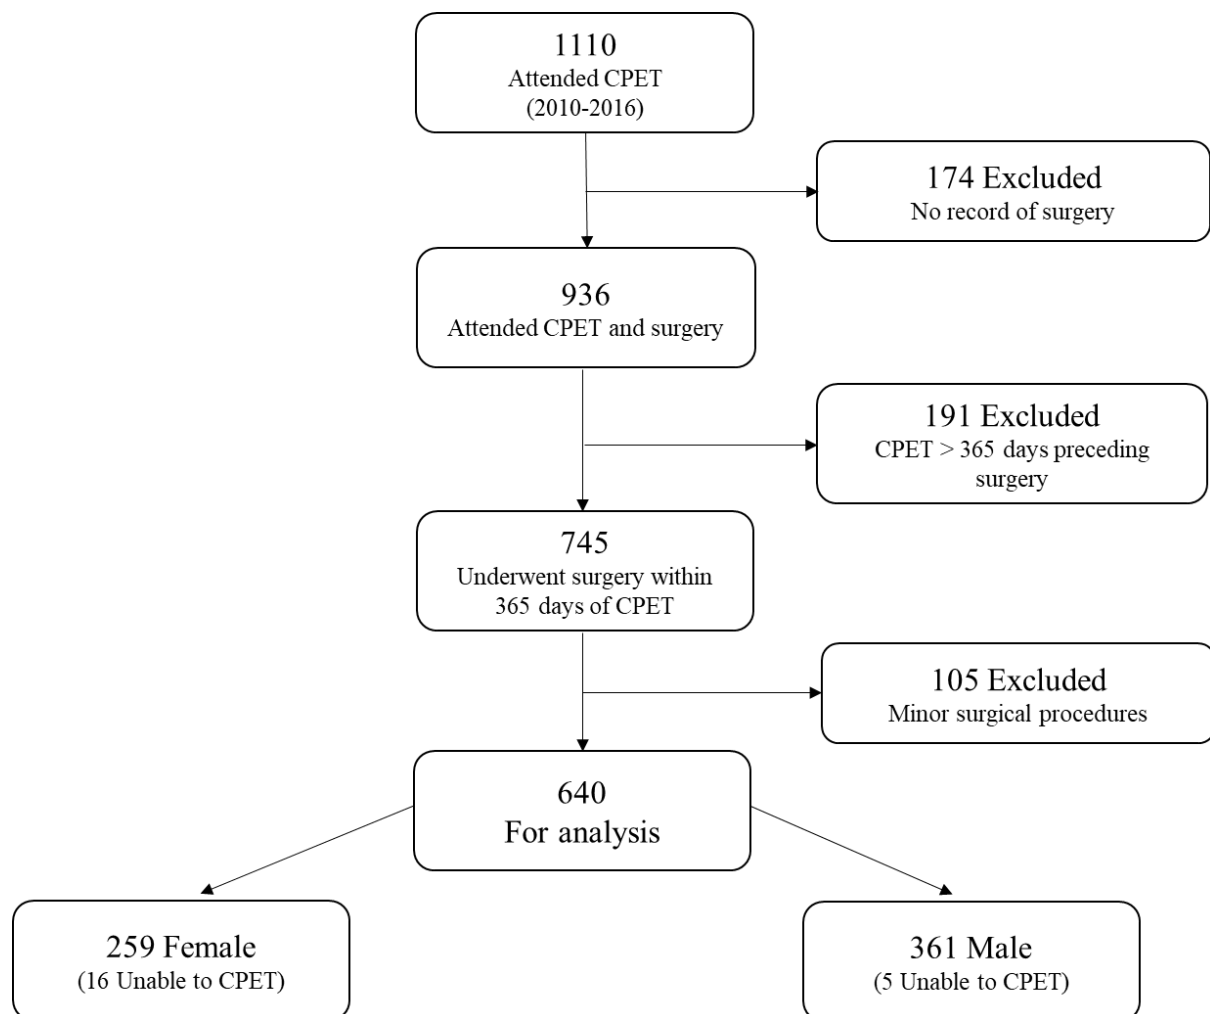 1110
Attended CPET
(2010-2016)
174 Excluded
No record of surgery
936
Attended CPET and surgery
191 Excluded
CPET > 365 days preceding
surgery
745
Underwent surgery within
365 days of CPET
105 Excluded
Minor surgical procedures
640
For analysis
259 Female
(16 Unable to CPET)
361 Male
(5 Unable to CPET)